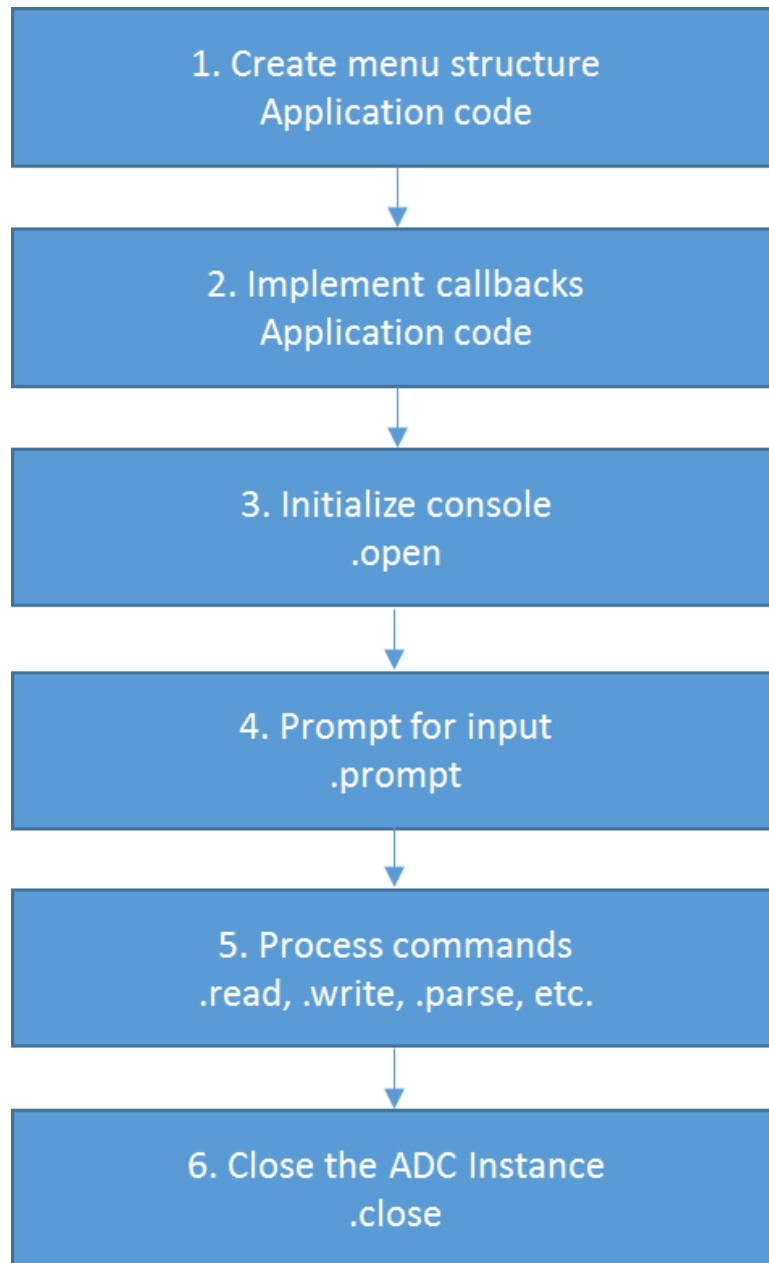 1. Create menu structure
Application code
2. Implement callbacks
Application code
3. Initialize console
.open
4. Prompt for input
.prompt
5. Process commands
.read, .write, .parse, etc.
6. Close the ADC Instance
.close